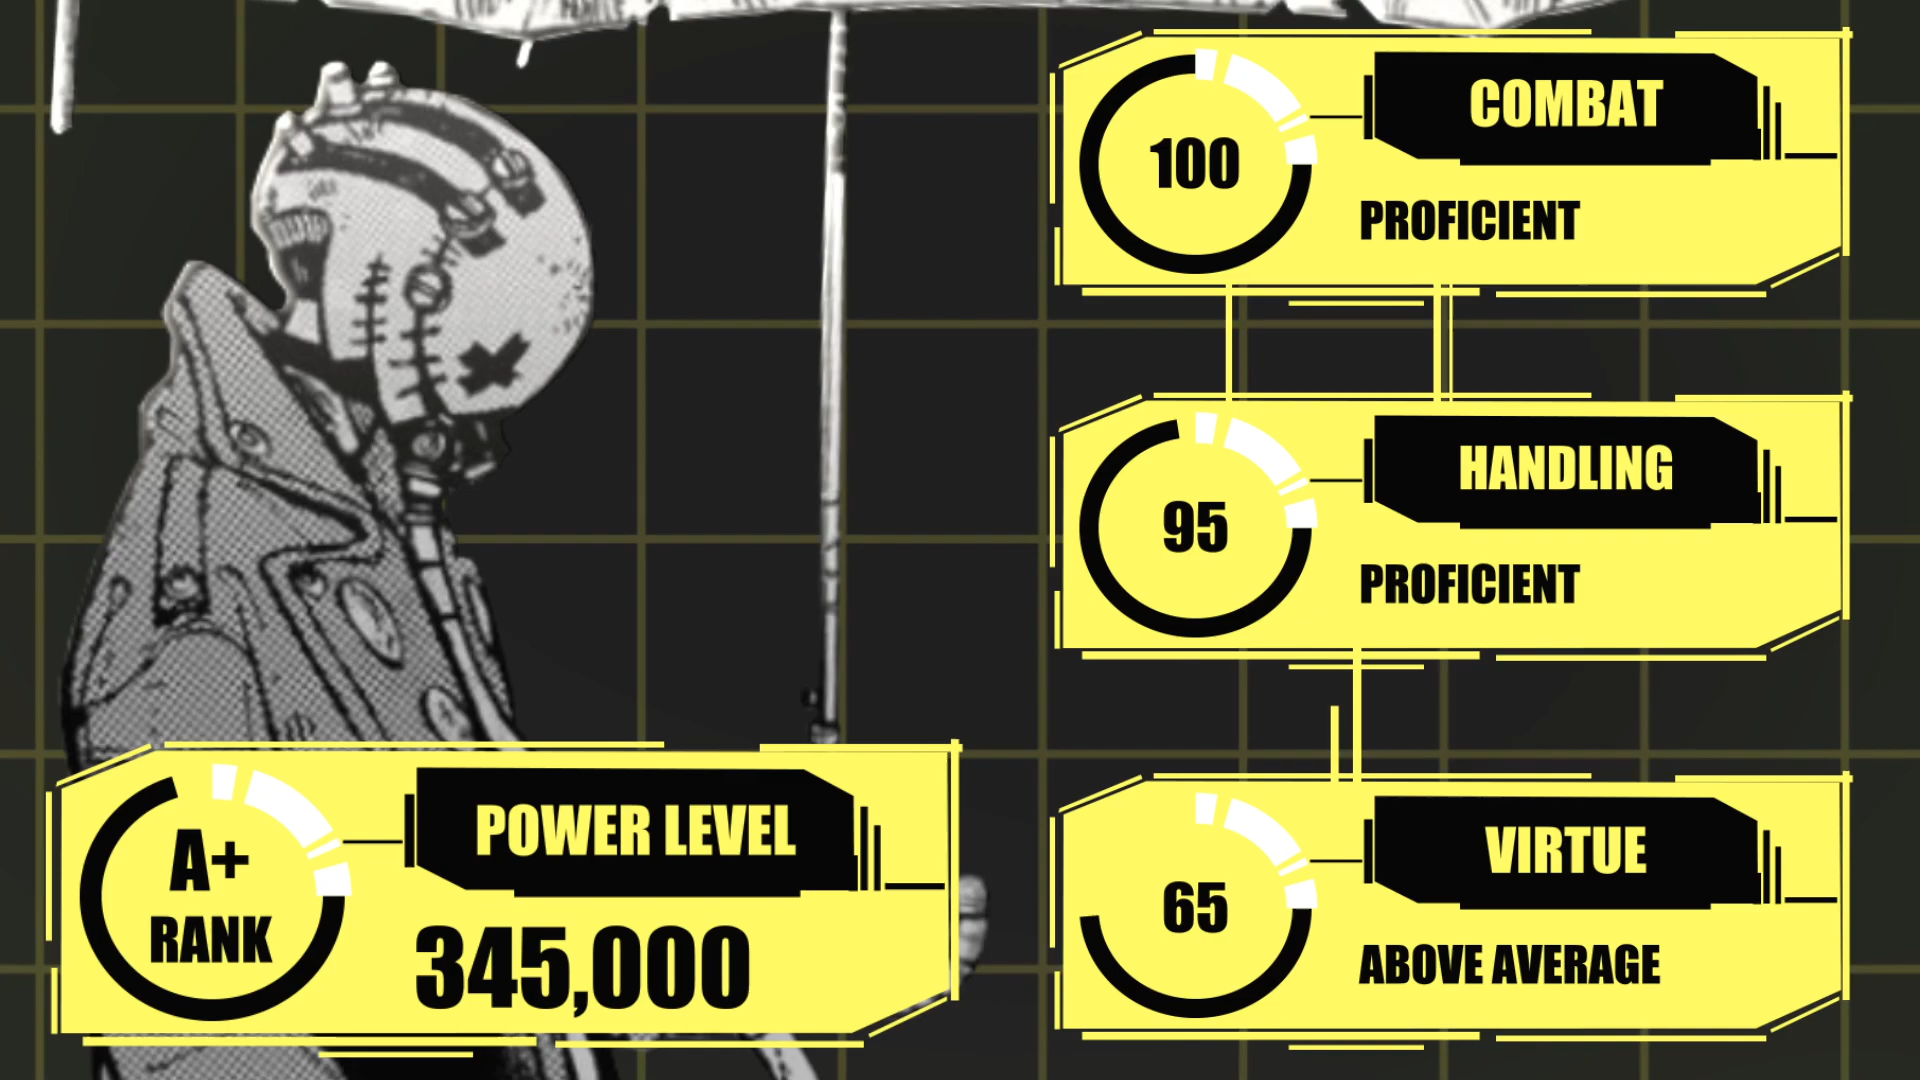 100
COMBAT
PROFICIENT
95
HANDLING
PROFICIENT
A+
RANK
POWER LEVEL
345,000
65
VIRTUE
ABOVE AVERAGE